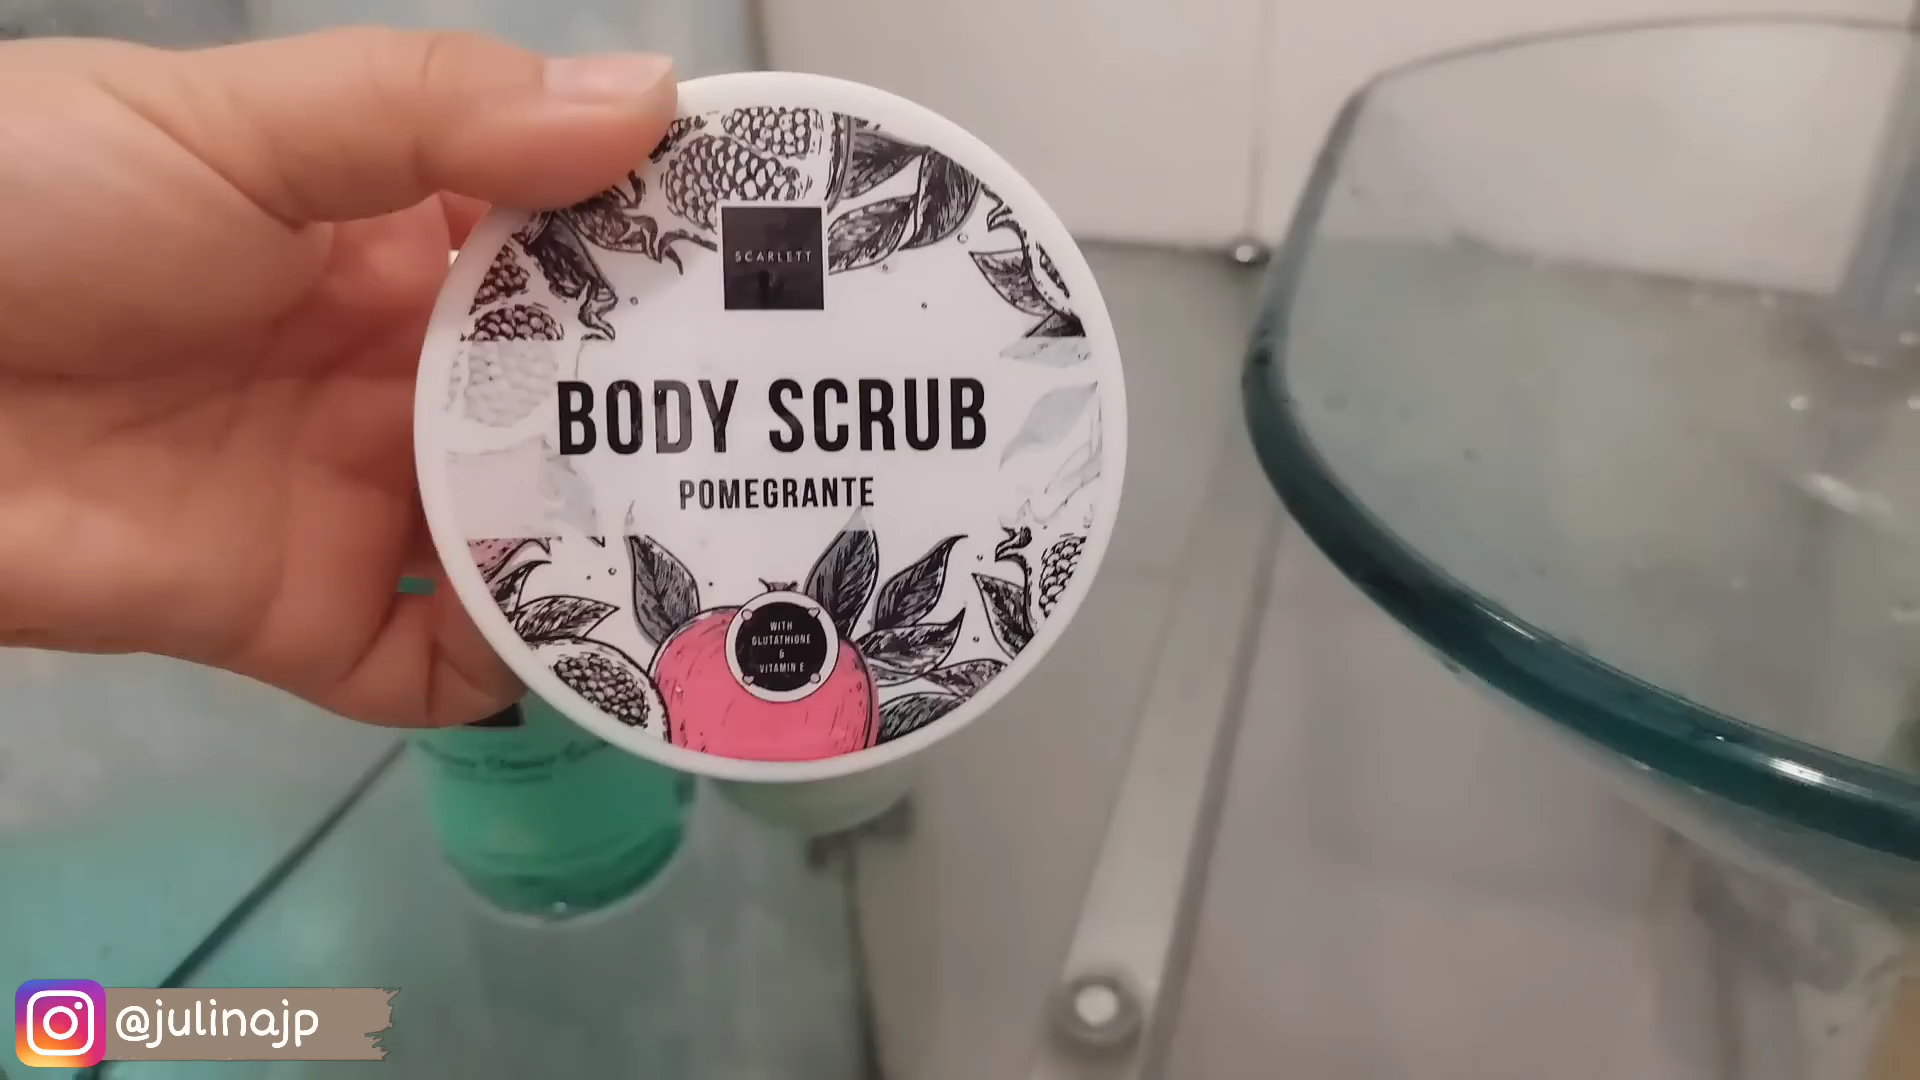 SCARLETT
BODY SCRUB
POMEGRANTE
WITH
GLUTATHIONE
&
VITAMIN E
@julinajp